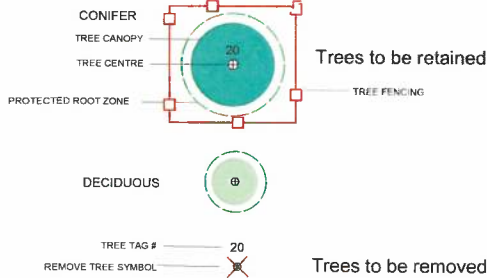 CONIFER
TREE CANOPY
20
TREE CENTRE
Trees to be retained
TREE FENCING
PROTECTED ROOT ZONE
DECIDUOUS
TREE TAG #
20
REMOVE TREE SYMBOL
Trees to be removed